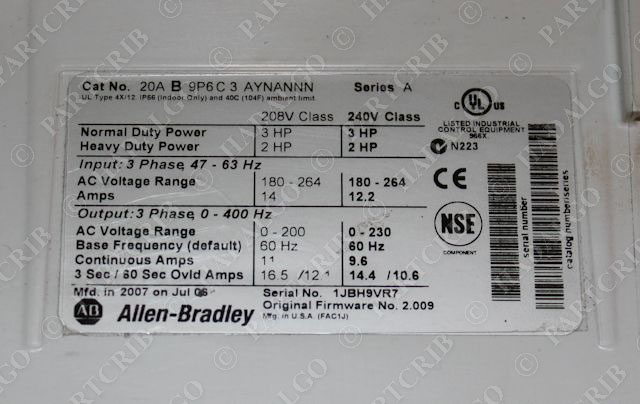 Cat No. 20A B 9P6 C 3 AYNANNN Series A
UL Type 4X/12, IP66 (Indoor Only) and 40C (104F) ambient limit
208V Class 240V Class
Normal Duty Power 3 HP 3 HP
Heavy Duty Power 2 HP 2 HP
Input: 3 Phase, 47 - 63 Hz
AC Voltage Range 180 - 264 180 - 264
Amps 14 12.2
Output: 3 Phase, 0 - 400 Hz
AC Voltage Range 0 - 200 0 - 230
Base Frequency (default) 60 Hz 60 Hz
Continuous Amps 11 9.6
3 Sec / 60 Sec Ovld Amps 16.5 / 12.1 14.4 / 10.6
Mfd. in 2007 on Jul 06 Serial No. 1JBH9VR7
Original Firmware No. 2.009
AB Allen-Bradley Mfg. in U.S.A. (FAC1J)
C UL US
LISTED INDUSTRIAL
CONTROL EQUIPMENT
966X
N223
CE
NSF
serial number
catalog number/series
PARTCRIB
HALGO